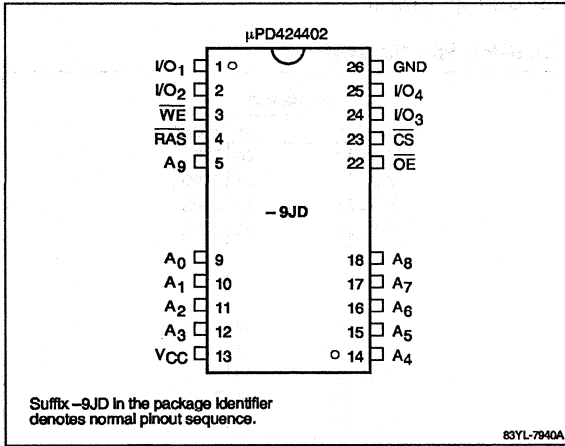 µPD424402
I/O1 1 26 GND
I/O2 2 25 I/O4
WE 3 24 I/O3
RAS 4 23 CS
A9 5 22 OE
–9JD
A0 9 18 A8
A1 10 17 A7
A2 11 16 A6
A3 12 15 A5
VCC 13 14 A4
Suffix –9JD in the package identifier
denotes normal pinout sequence.
83YL-7940A